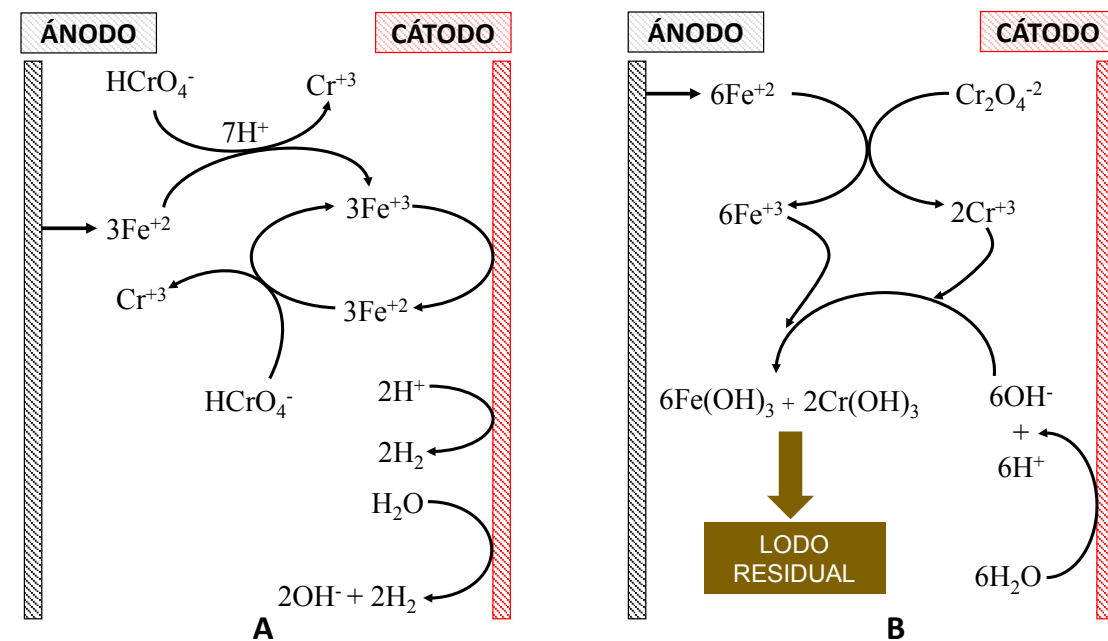 ÁNODO
CÁTODO
HCrO₄⁻
Cr⁺³
7H⁺
3Fe⁺²
3Fe⁺³
Cr⁺³
3Fe⁺²
HCrO₄⁻
2H⁺
2H₂
H₂O
2OH⁻ + 2H₂
A
ÁNODO
CÁTODO
6Fe⁺²
Cr₂O₄⁻²
6Fe⁺³
2Cr⁺³
6Fe(OH)₃ + 2Cr(OH)₃
6OH⁻
+
6H⁺
LODO
RESIDUAL
6H₂O
B